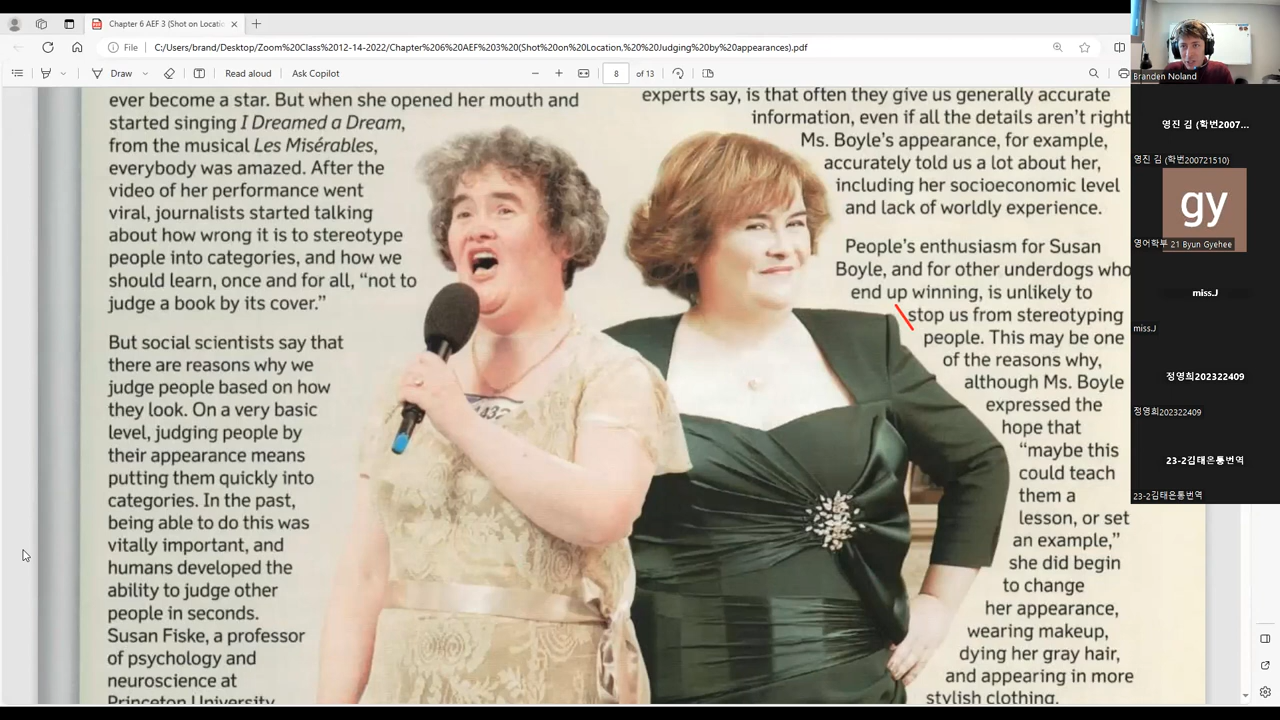 Chapter 6 AEF 3 (Shot on Locatio
File
C:/Users/brand/Desktop/Zoom%20Class%2012-14-2022/Chapter%206%20AEF%203%20(Shot%20on%20Location,%20%20Judging%20by%20appearances).pdf
Draw
Read aloud
Ask Copilot
8
of 13
ever become a star. But when she opened her mouth and
started singing I Dreamed a Dream,
from the musical Les Misérables,
everybody was amazed. After the
video of her performance went
viral, journalists started talking
about how wrong it is to stereotype
people into categories, and how we
should learn, once and for all, “not to
judge a book by its cover.”
But social scientists say that
there are reasons why we
judge people based on how
they look. On a very basic
level, judging people by
their appearance means
putting them quickly into
categories. In the past,
being able to do this was
vitally important, and
humans developed the
ability to judge other
people in seconds.
Susan Fiske, a professor
of psychology and
neuroscience at
Princeton University
experts say, is that often they give us generally accurate
information, even if all the details aren't right
Ms. Boyle's appearance, for example,
accurately told us a lot about her,
including her socioeconomic level
and lack of worldly experience.
People's enthusiasm for Susan
Boyle, and for other underdogs who
end up winning, is unlikely to
stop us from stereotyping
people. This may be one
of the reasons why,
although Ms. Boyle
expressed the
hope that
“maybe this
could teach
them a
lesson, or set
an example,”
she did begin
to change
her appearance,
wearing makeup,
dying her gray hair,
and appearing in more
stylish clothing.
Branden Noland
영진 김 (학번2007...
영진 김 (학번200721510)
gy
영어학부 21 Byun Gyehee
miss.J
miss.J
정영희202322409
정영희202322409
23-2김태은통번역
23-2김태은통번역